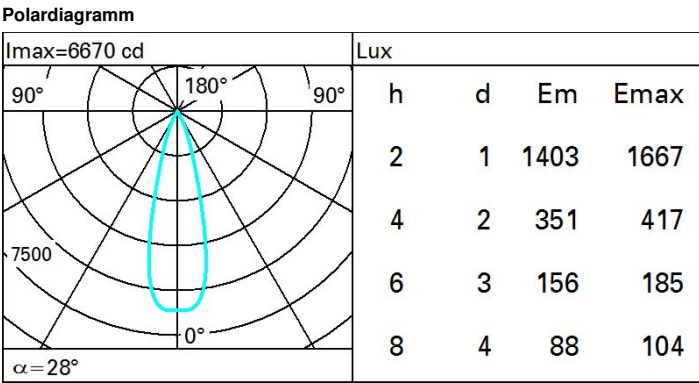 Polardiagramm
Imax=6670 cd
Lux
90° 180° 90°
7500
0°
α=28°
h d Em Emax
2 1 1403 1667
4 2 351 417
6 3 156 185
8 4 88 104